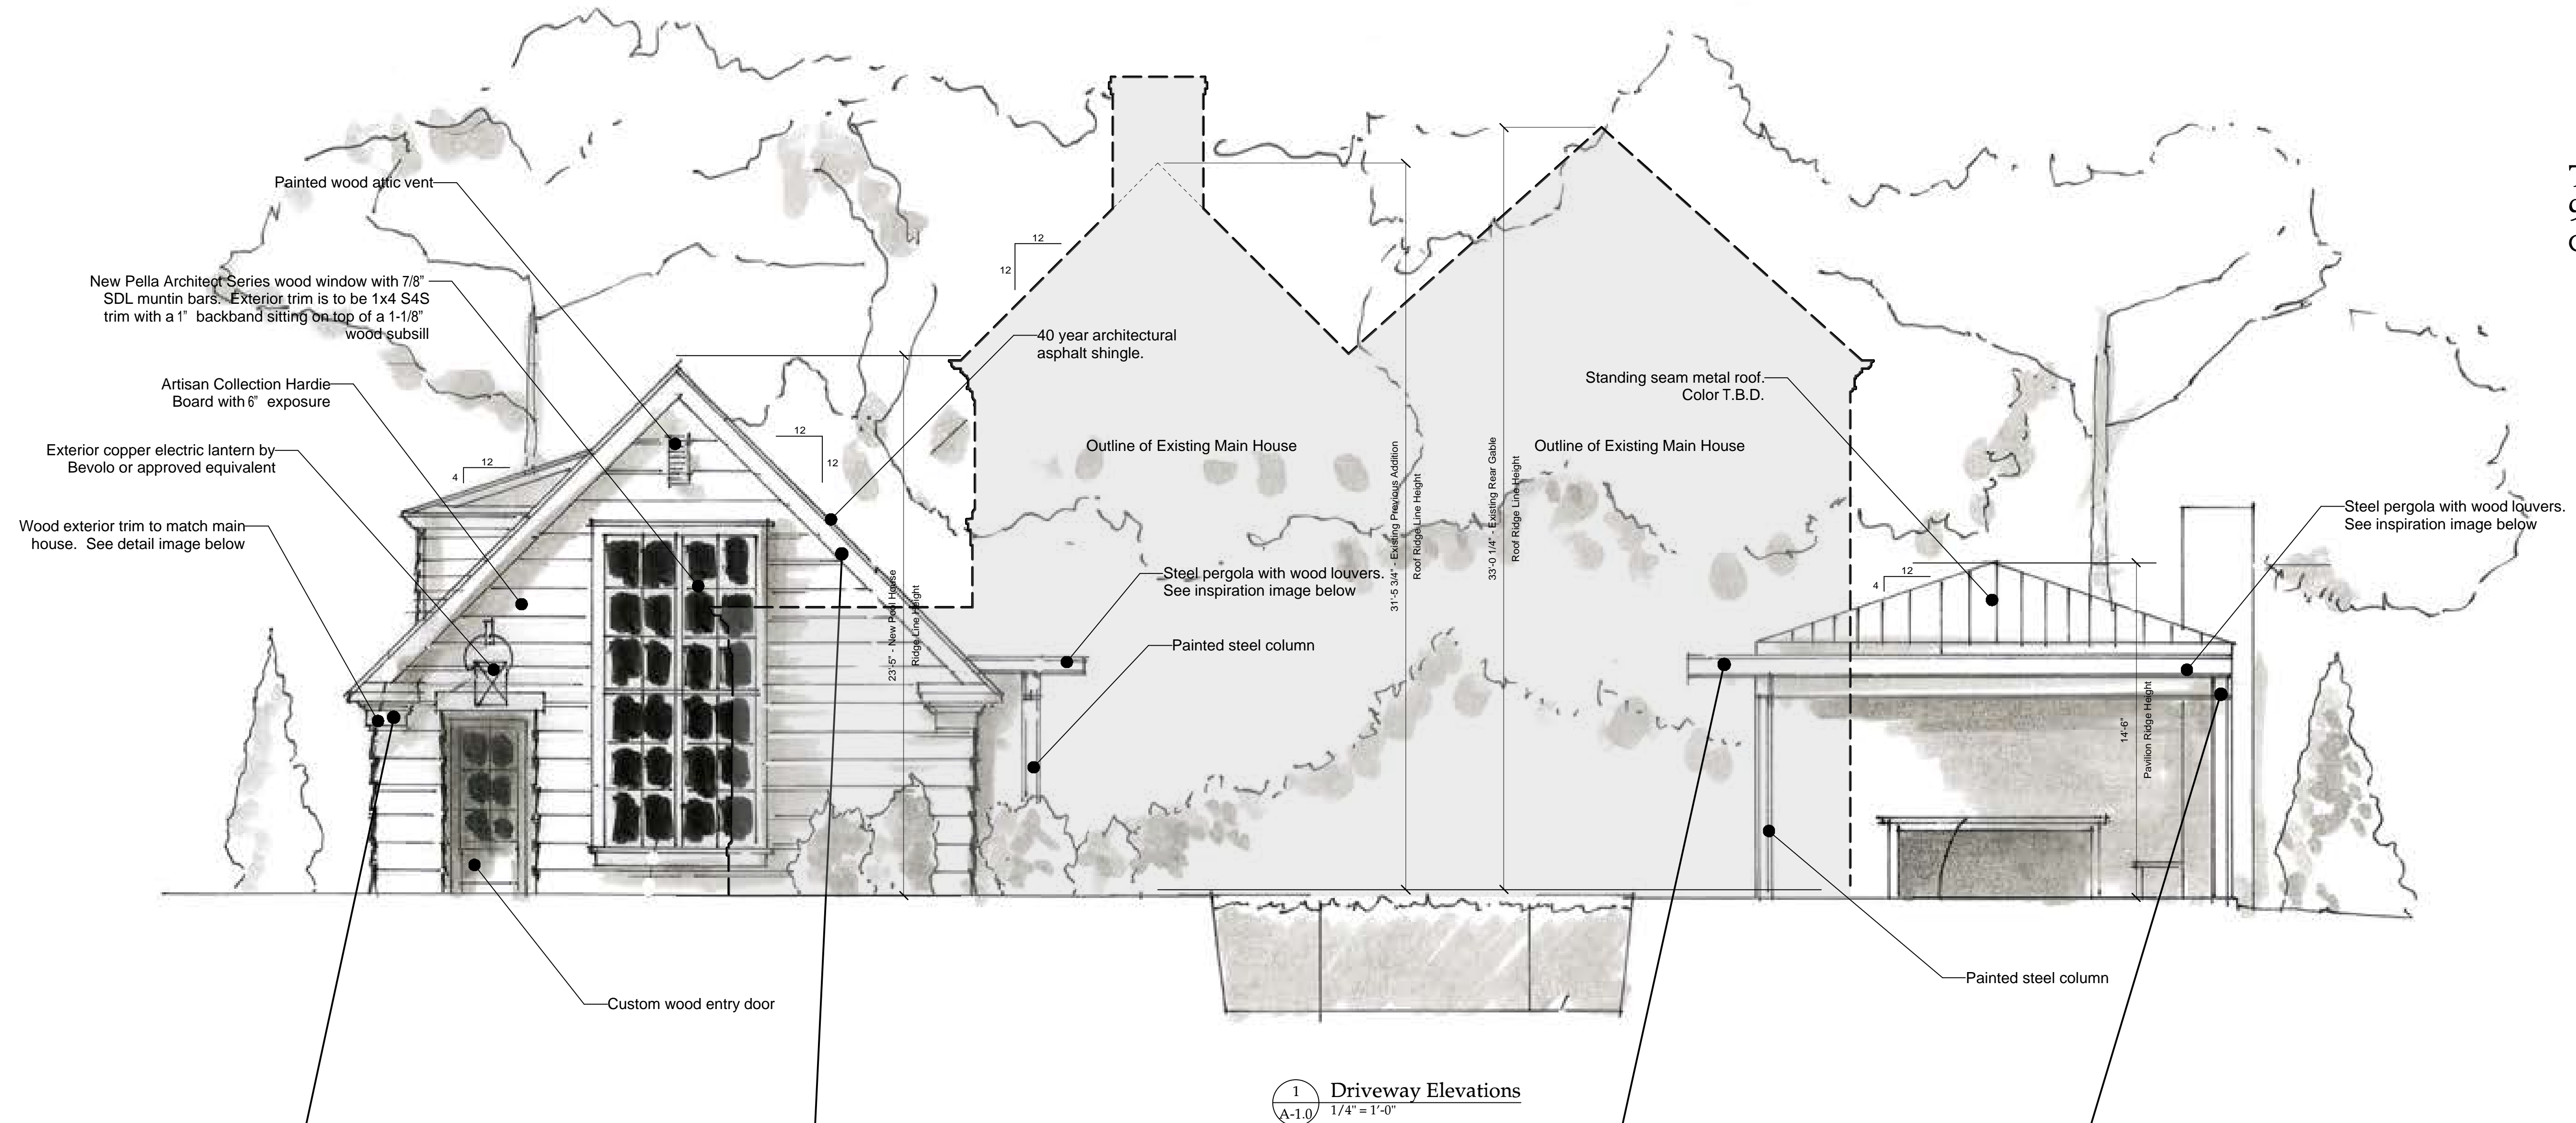 Painted wood attic vent
New Pella Architect Series wood window with 7/8"
SDL muntin bars. Exterior trim is to be 1x4 S4S
trim with a 1" backband sitting on top of a 1-1/8"
wood subsill
Artisan Collection Hardie
Board with 6" exposure
Exterior copper electric lantern by
Bevolo or approved equivalent
Wood exterior trim to match main
house. See detail image below
12
4
12
12
12
12
40 year architectural
asphalt shingle.
Outline of Existing Main House
Outline of Existing Main House
Standing seam metal roof.
Color T.B.D.
Steel pergola with wood louvers.
See inspiration image below
Steel pergola with wood louvers.
See inspiration image below
Painted steel column
23'-5" - New Pool House
Ridge Line Height
31'-5 3/4" - Existing Previous Addition
Roof Ridge Line Height
33'-0 1/4" - Existing Rear Gable
Roof Ridge Line Height
12
4
14'-6"
Pavilion Ridge Height
Painted steel column
Custom wood entry door
1
A-1.0
Driveway Elevations
1/4" = 1'-0"